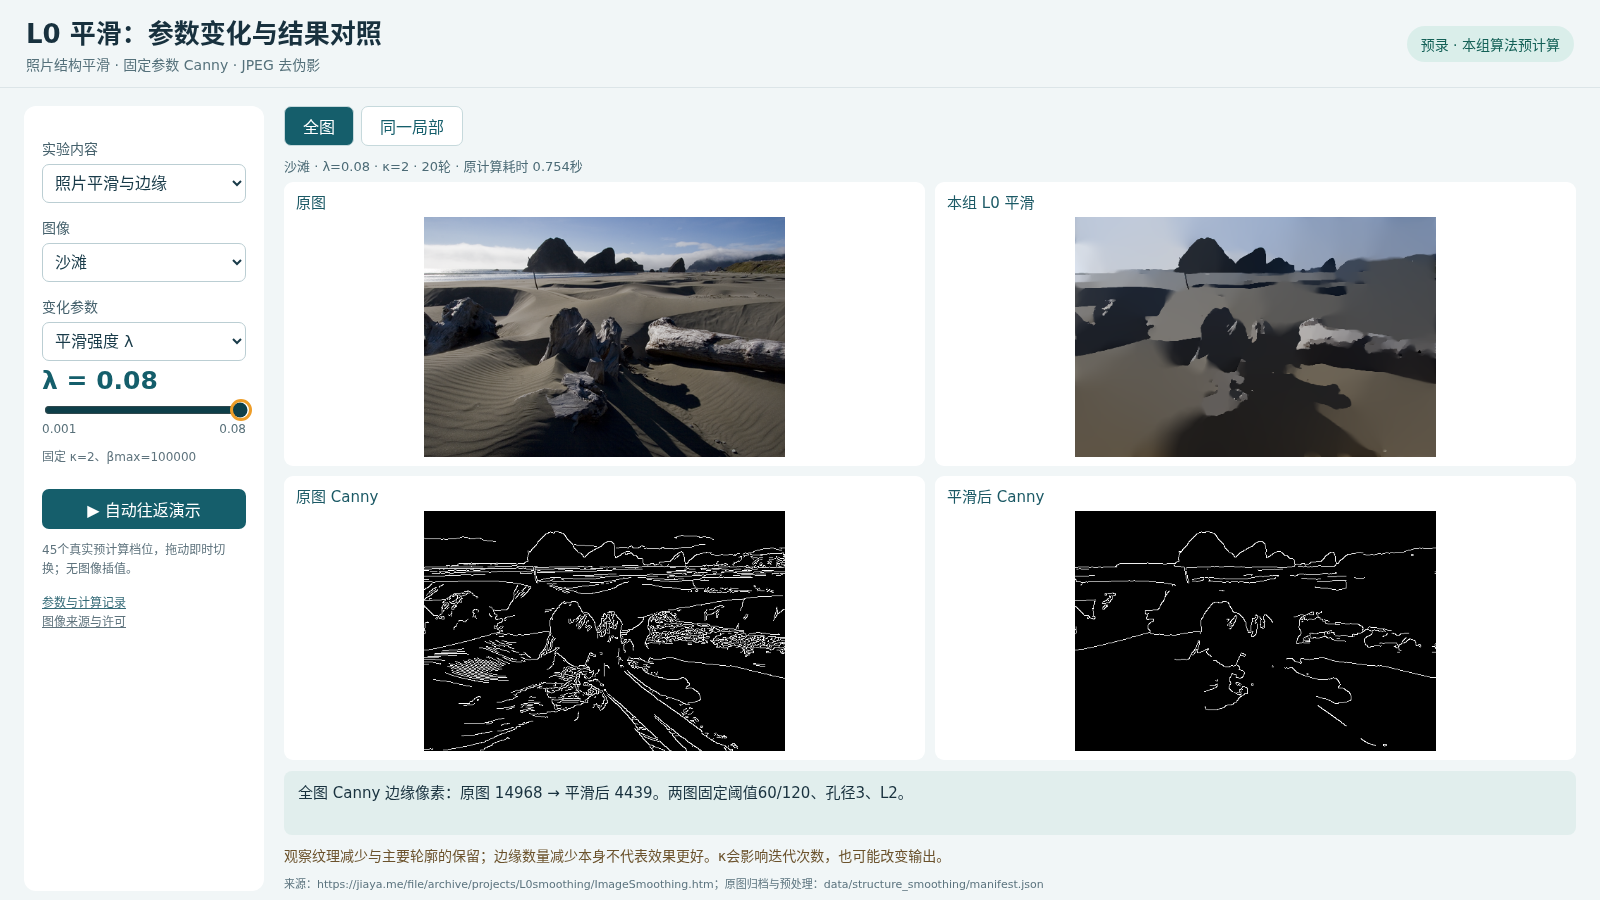 L0 平滑：参数变化与结果对照
照片结构平滑 · 固定参数 Canny · JPEG 去伪影
预录 · 本组算法预计算
实验内容
照片平滑与边缘
图像
沙滩
变化参数
平滑强度 λ
λ = 0.08
0.001
0.08
固定 κ=2、βmax=100000
▶ 自动往返演示
45个真实预计算档位，拖动即时切
换；无图像插值。
参数与计算记录
图像来源与许可
全图
同一局部
沙滩 · λ=0.08 · κ=2 · 20轮 · 原计算耗时 0.754秒
原图
本组 L0 平滑
原图 Canny
平滑后 Canny
全图 Canny 边缘像素：原图 14968 → 平滑后 4439。两图固定阈值60/120、孔径3、L2。
观察纹理减少与主要轮廓的保留；边缘数量减少本身不代表效果更好。κ会影响迭代次数，也可能改变输出。
来源：https://jiaya.me/file/archive/projects/L0smoothing/ImageSmoothing.htm；原图归档与预处理：data/structure_smoothing/manifest.json